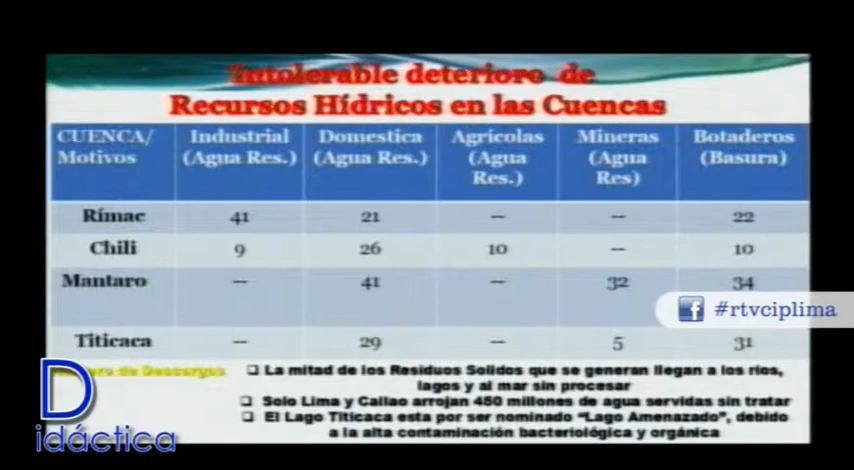 Intolerable deterioro de
Recursos Hídricos en las Cuencas
CUENCA/ Industrial Domestica Agrícolas Mineras Botaderos
Motivos (Agua Res.) (Agua Res.) (Agua (Agua (Basura)
Res.) Res)
Rímac 41 21 -- -- 22
Chili 9 26 10 -- 10
Mantaro -- 41 -- 32 34
#rtvciplima
Titicaca -- 29 -- 5 31
de Descargas La mitad de los Residuos Solidos que se generan llegan a los ríos,
lagos y al mar sin procesar
Solo Lima y Callao arrojan 450 millones de agua servidas sin tratar
El Lago Titicaca esta por ser nominado "Lago Amenazado", debido
a la alta contaminación bacteriológica y orgánica
Didáctica